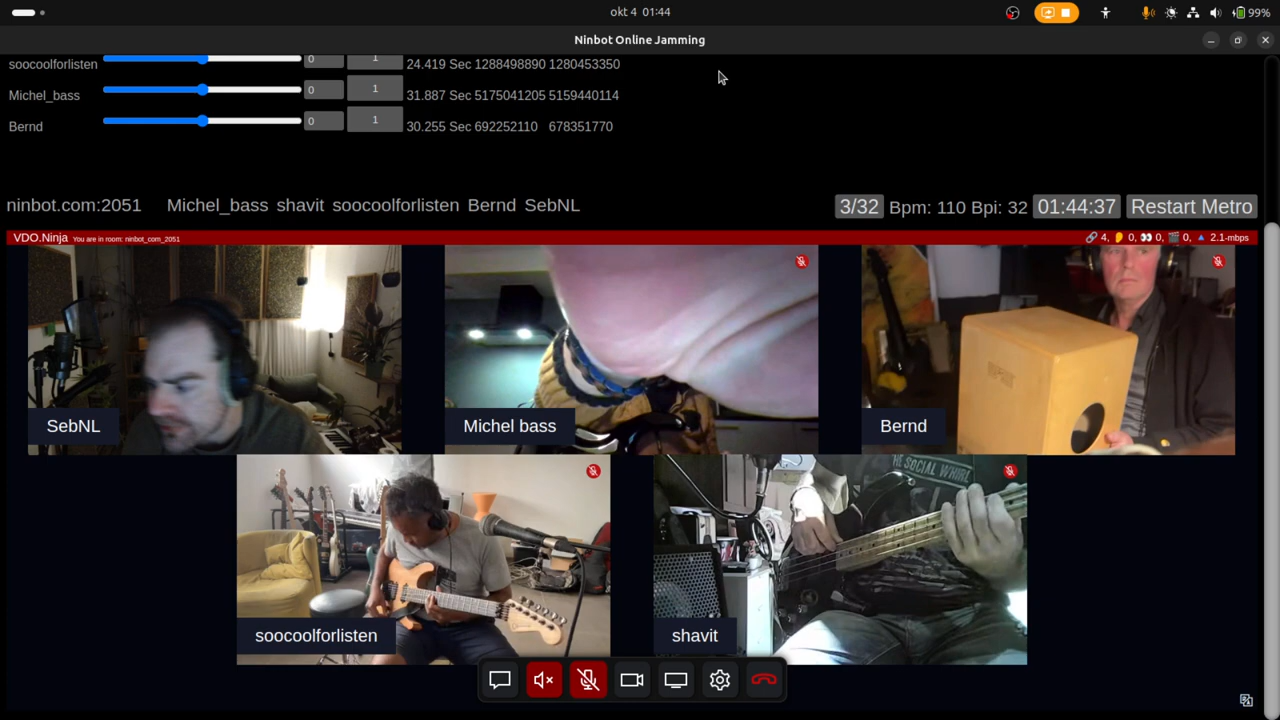 okt 4 01:44
99%
Ninbot Online Jamming
soocoolforlisten 0 1 24.419 Sec 1288498890 1280453350
Michel_bass 0 1 31.887 Sec 5175041205 5159440114
Bernd 0 1 30.255 Sec 692252110 678351770
ninbot.com:2051 Michel_bass shavit soocoolforlisten Bernd SebNL 3/32 Bpm: 110 Bpi: 32 01:44:37 Restart Metro
VDO.Ninja You are in room: ninbot_com_2051 4, 0, 0, 0, 2.1-mbps
SebNL
Michel bass
Bernd
SOCIAL WHIRL
soocoolforlisten
shavit